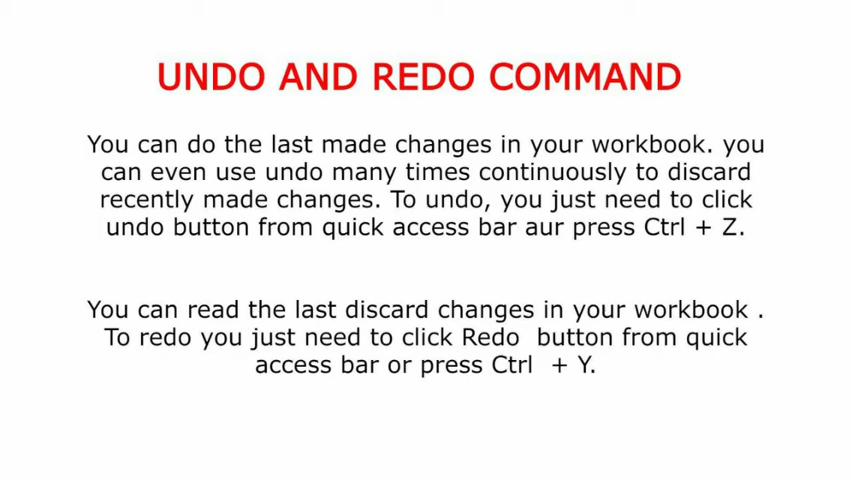 UNDO AND REDO COMMAND
You can do the last made changes in your workbook. you
can even use undo many times continuously to discard
recently made changes. To undo, you just need to click
undo button from quick access bar aur press Ctrl + Z.
You can read the last discard changes in your workbook .
To redo you just need to click Redo button from quick
access bar or press Ctrl + Y.